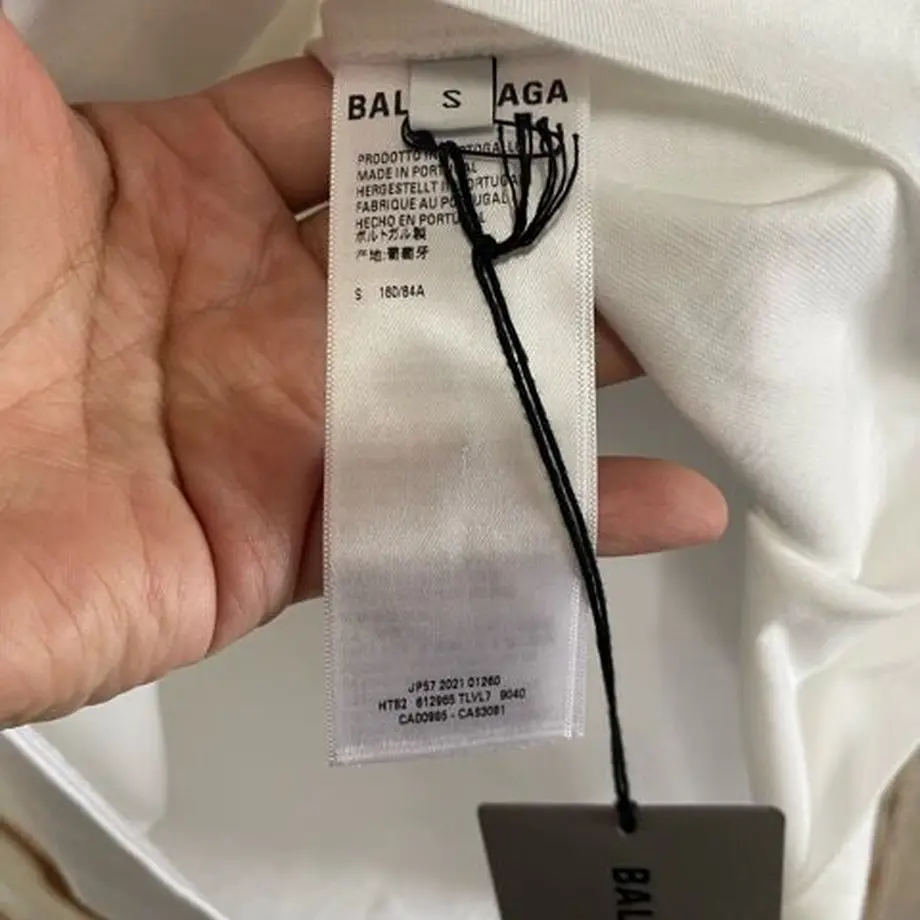 BAL AGA
S
PRODOTTO IN PORTOGALLO
MADE IN PORTUGAL
HERGESTELLT IN PORTUGAL
FABRIQUE AU PORTUGAL
HECHO EN PORTUGAL
ポルトガル製
产地:葡萄牙
S 160/84A
JP57 2021 01260
HTB2 612965 TLVL7 9040
CA00985 - CA53081
BAL